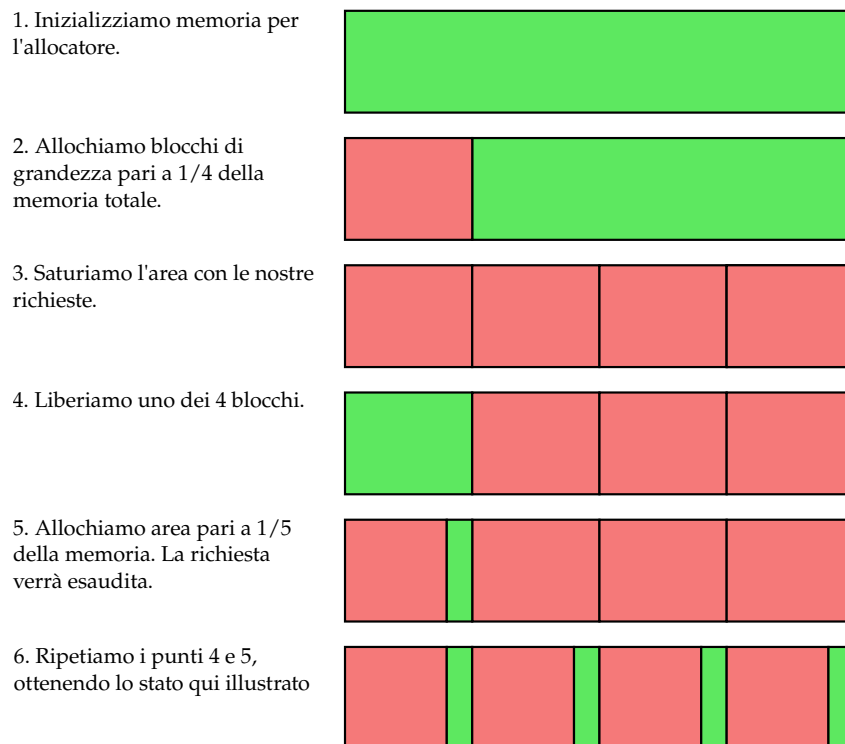 1. Inizializziamo memoria per
l'allocatore.
2. Allochiamo blocchi di
grandezza pari a 1/4 della
memoria totale.
3. Saturiamo l'area con le nostre
richieste.
4. Liberiamo uno dei 4 blocchi.
5. Allochiamo area pari a 1/5
della memoria. La richiesta
verrà esaudita.
6. Ripetiamo i punti 4 e 5,
ottenendo lo stato qui illustrato